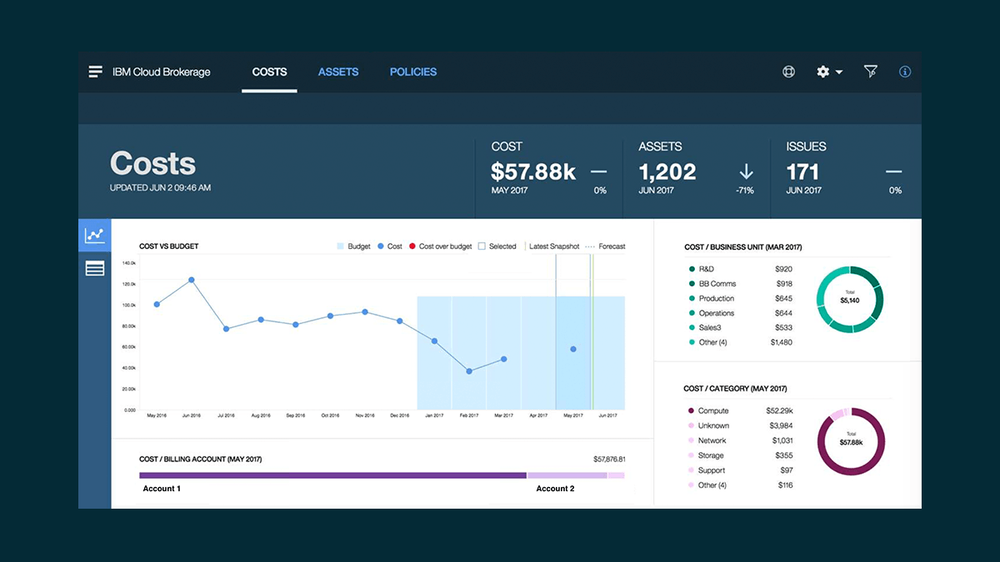 IBM Cloud Brokerage COSTS ASSETS POLICIES
Costs
UPDATED JUN 2 09:46 AM
COST
$57.88k
MAY 2017 0%
ASSETS
1,202
JUN 2017 -71%
ISSUES
171
JUN 2017 0%
COST VS BUDGET
Budget Cost Cost over budget Selected Latest Snapshot Forecast
140.0k
120.0k
100.0k
80.00k
60.00k
40.00k
20.00k
0.000
May 2016 Jun 2016 Jul 2016 Aug 2016 Sep 2016 Oct 2016 Nov 2016 Dec 2016 Jan 2017 Feb 2017 Mar 2017 Apr 2017 May 2017 Jun 2017
COST / BILLING ACCOUNT (MAY 2017) $57,876.81
Account 1 Account 2
COST / BUSINESS UNIT (MAR 2017)
R&D $920
BB Comms $918
Production $645
Operations $644
Sales3 $533
Other (4) $1,480
Total
$5,140
COST / CATEGORY (MAY 2017)
Compute $52.29k
Unknown $3,984
Network $1,031
Storage $355
Support $97
Other (4) $116
Total
$57.88k